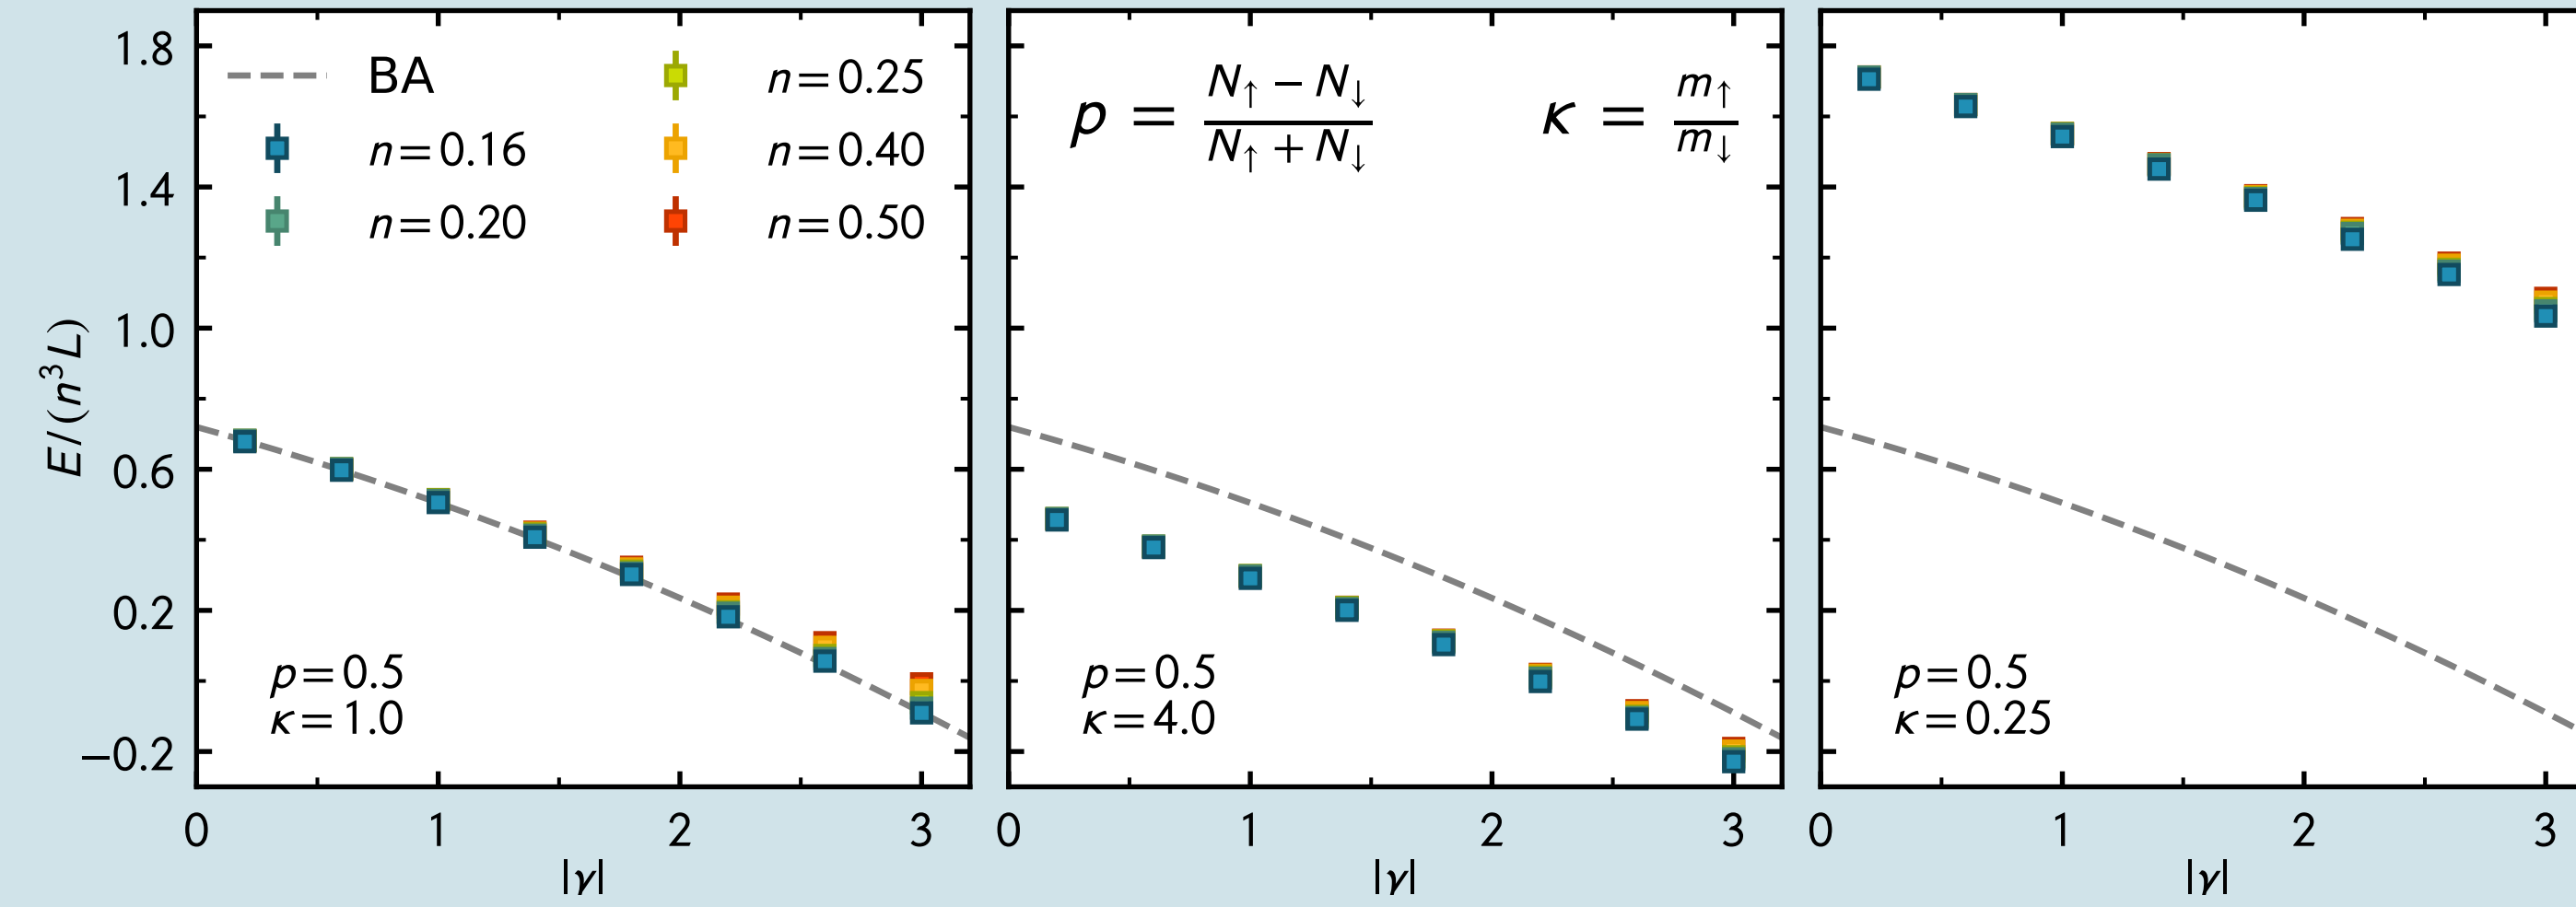 E/(n³L)
1.8
1.4
1.0
0.6
0.2
−0.2
BA
n=0.16
n=0.20
n=0.25
n=0.40
n=0.50
p=0.5
κ=1.0
0 1 2 3
|γ|
p = (N↑ − N↓)/(N↑ + N↓)
κ = m↑/m↓
p=0.5
κ=4.0
0 1 2 3
|γ|
p=0.5
κ=0.25
0 1 2 3
|γ|